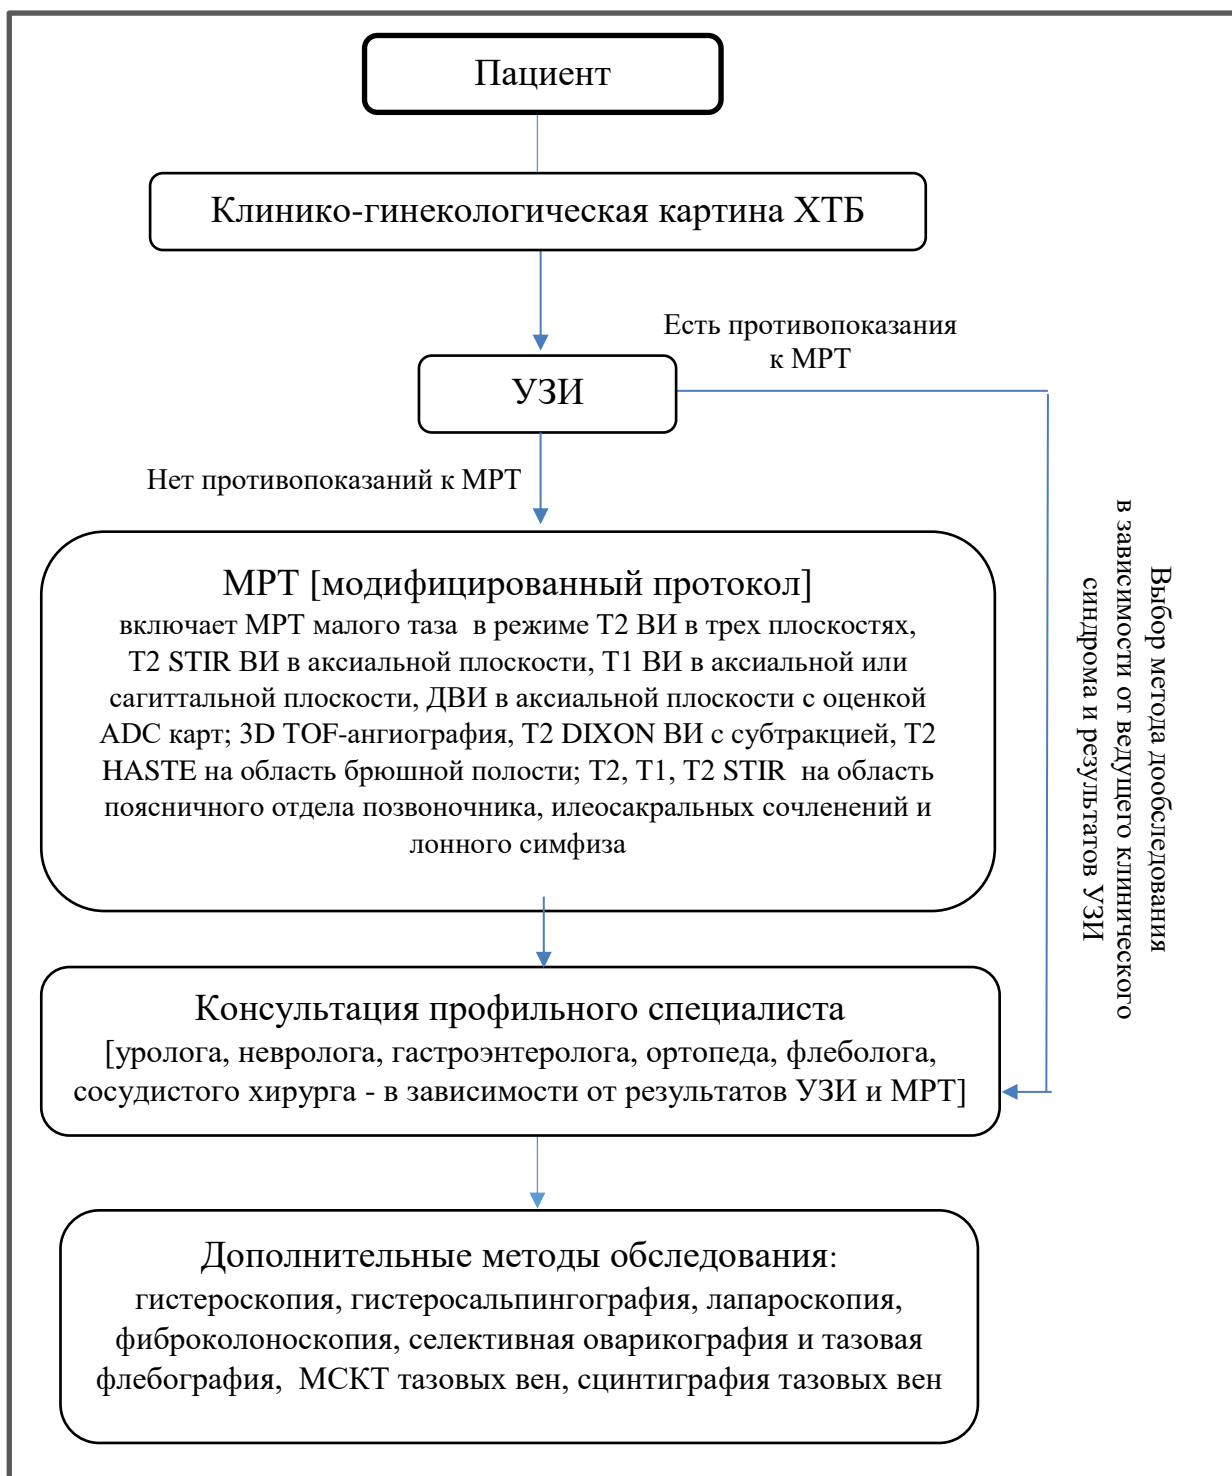 Пациент
Клинико-гинекологическая картина ХТБ
Есть противопоказания
к МРТ
УЗИ
Нет противопоказаний к МРТ
МРТ [модифицированный протокол]
включает МРТ малого таза в режиме Т2 ВИ в трех плоскостях,
Т2 STIR ВИ в аксиальной плоскости, Т1 ВИ в аксиальной или
сагиттальной плоскости, ДВИ в аксиальной плоскости с оценкой
ADC карт; 3D TOF-ангиография, Т2 DIXON ВИ с субтракцией, Т2
HASTE на область брюшной полости; Т2, Т1, Т2 STIR на область
поясничного отдела позвоночника, илеосакральных сочленений и
лонного симфиза
Выбор метода дообследования
в зависимости от ведущего клинического
синдрома и результатов УЗИ
Консультация профильного специалиста
[уролога, невролога, гастроэнтеролога, ортопеда, флеболога,
сосудистого хирурга - в зависимости от результатов УЗИ и МРТ]
Дополнительные методы обследования:
гистероскопия, гистеросальпингография, лапароскопия,
фиброколоноскопия, селективная оварикография и тазовая
флебография, МСКТ тазовых вен, сцинтиграфия тазовых вен